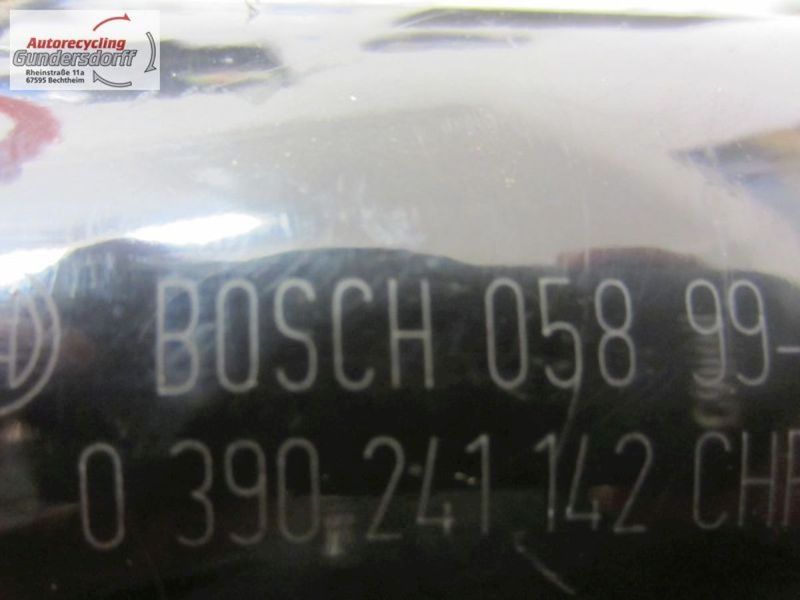 Autorecycling
Gundersdorff
Rheinstraße 11a
67595 Bechtheim
BOSCH 058 99-
0 390 241 142 CH